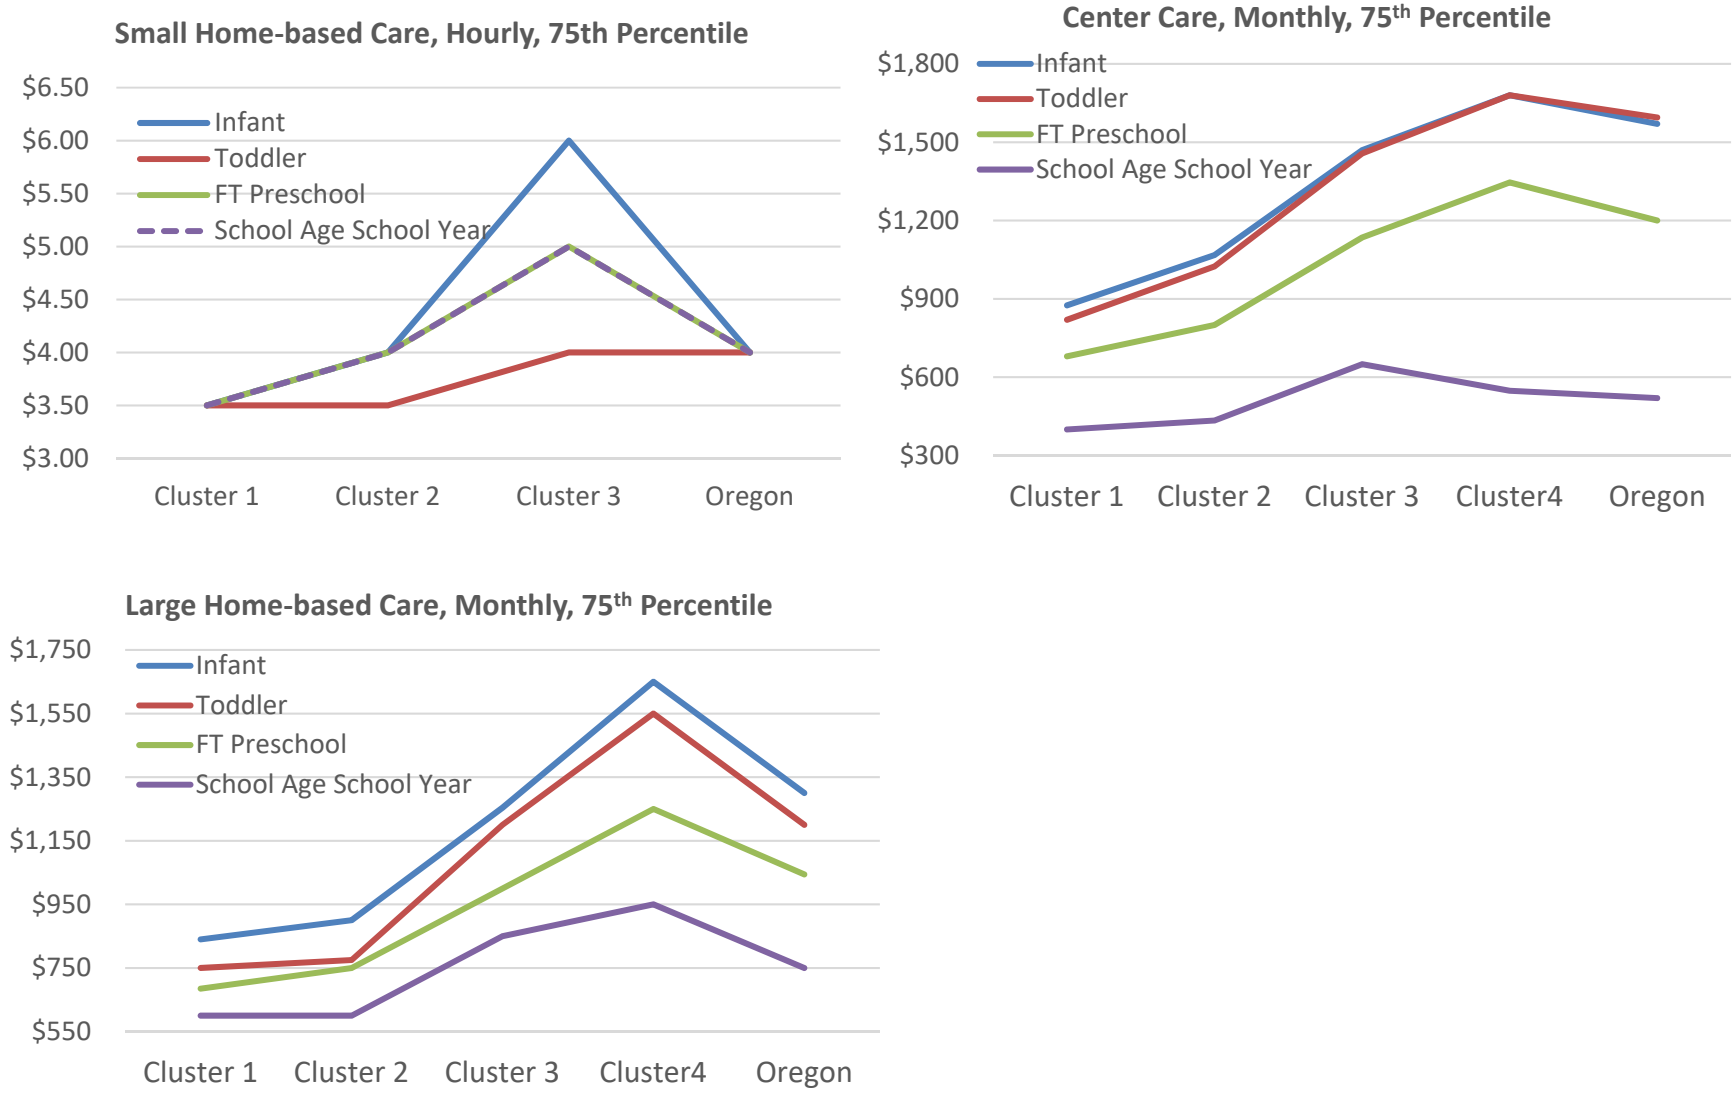 Small Home-based Care, Hourly, 75th Percentile
$6.50
$6.00
$5.50
$5.00
$4.50
$4.00
$3.50
$3.00
Infant
Toddler
FT Preschool
School Age School Year
Cluster 1 Cluster 2 Cluster 3 Oregon
Center Care, Monthly, 75th Percentile
$1,800
$1,500
$1,200
$900
$600
$300
Infant
Toddler
FT Preschool
School Age School Year
Cluster 1 Cluster 2 Cluster 3 Cluster4 Oregon
Large Home-based Care, Monthly, 75th Percentile
$1,750
$1,550
$1,350
$1,150
$950
$750
$550
Infant
Toddler
FT Preschool
School Age School Year
Cluster 1 Cluster 2 Cluster 3 Cluster4 Oregon